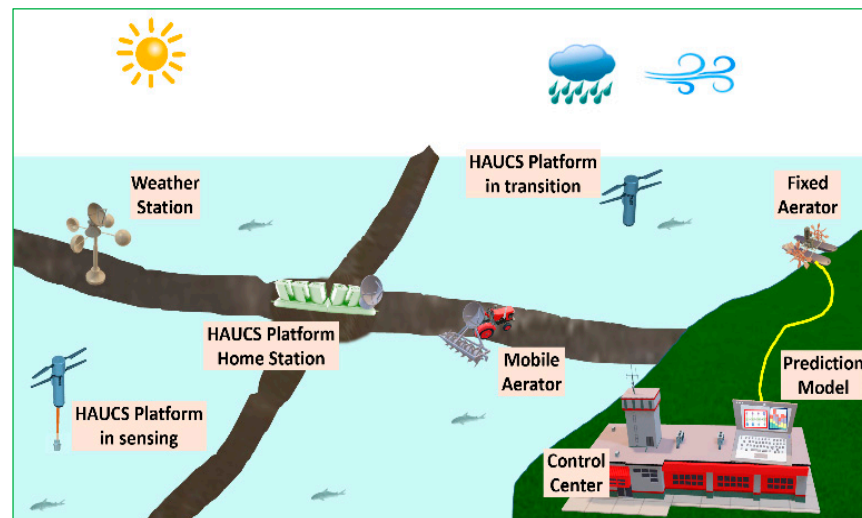 HAUCS Platform
in transition
Weather
Station
Fixed
Aerator
HAUCS Platform
Home Station
Mobile
Aerator
Prediction
Model
HAUCS Platform
in sensing
Control
Center